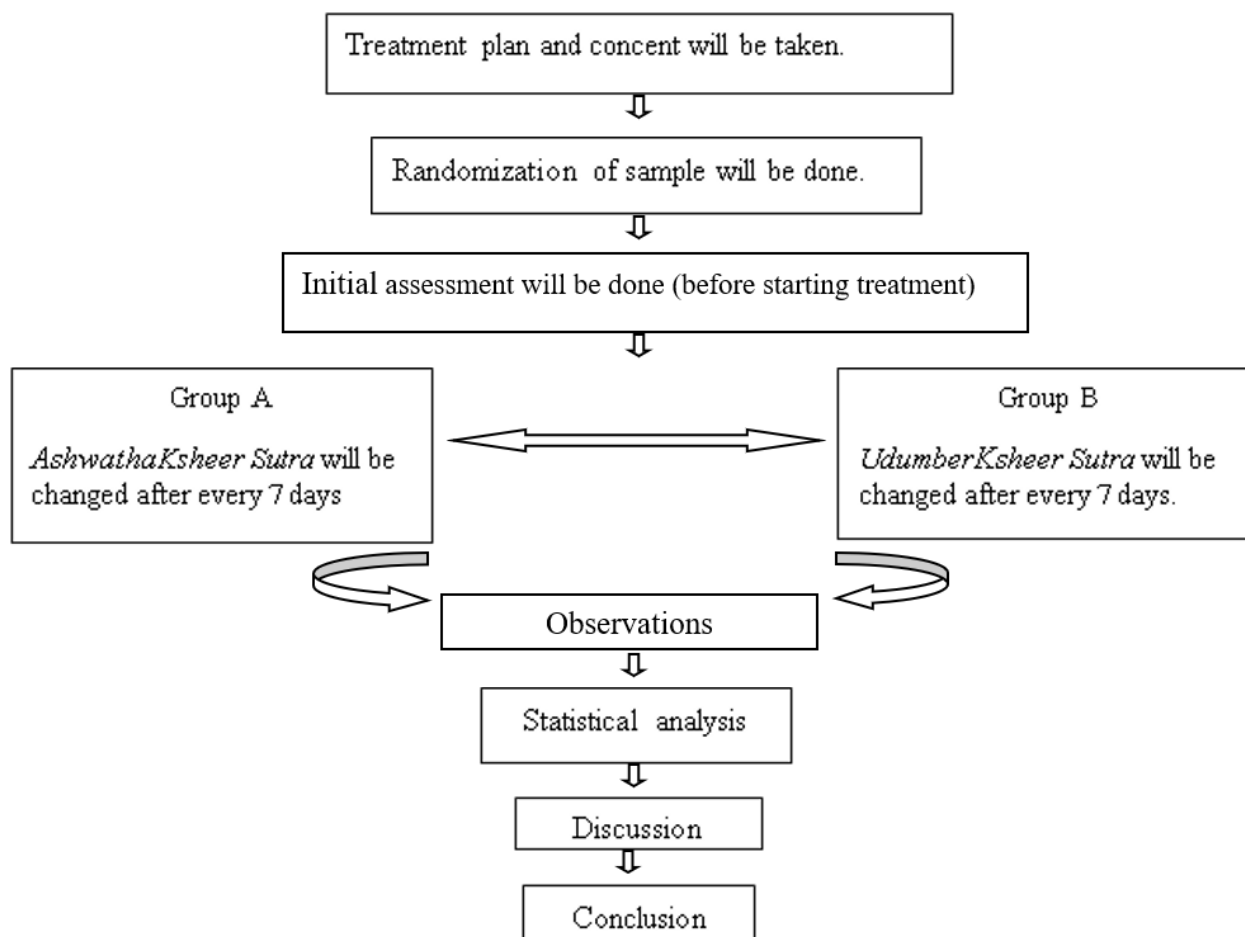 Treatment plan and concent will be taken.
Randomization of sample will be done.
Initial assessment will be done (before starting treatment)
Group A
AshwathaKsheer Sutra will be
changed after every 7 days
Group B
UdumberKsheer Sutra will be
changed after every 7 days.
Observations
Statistical analysis
Discussion
Conclusion